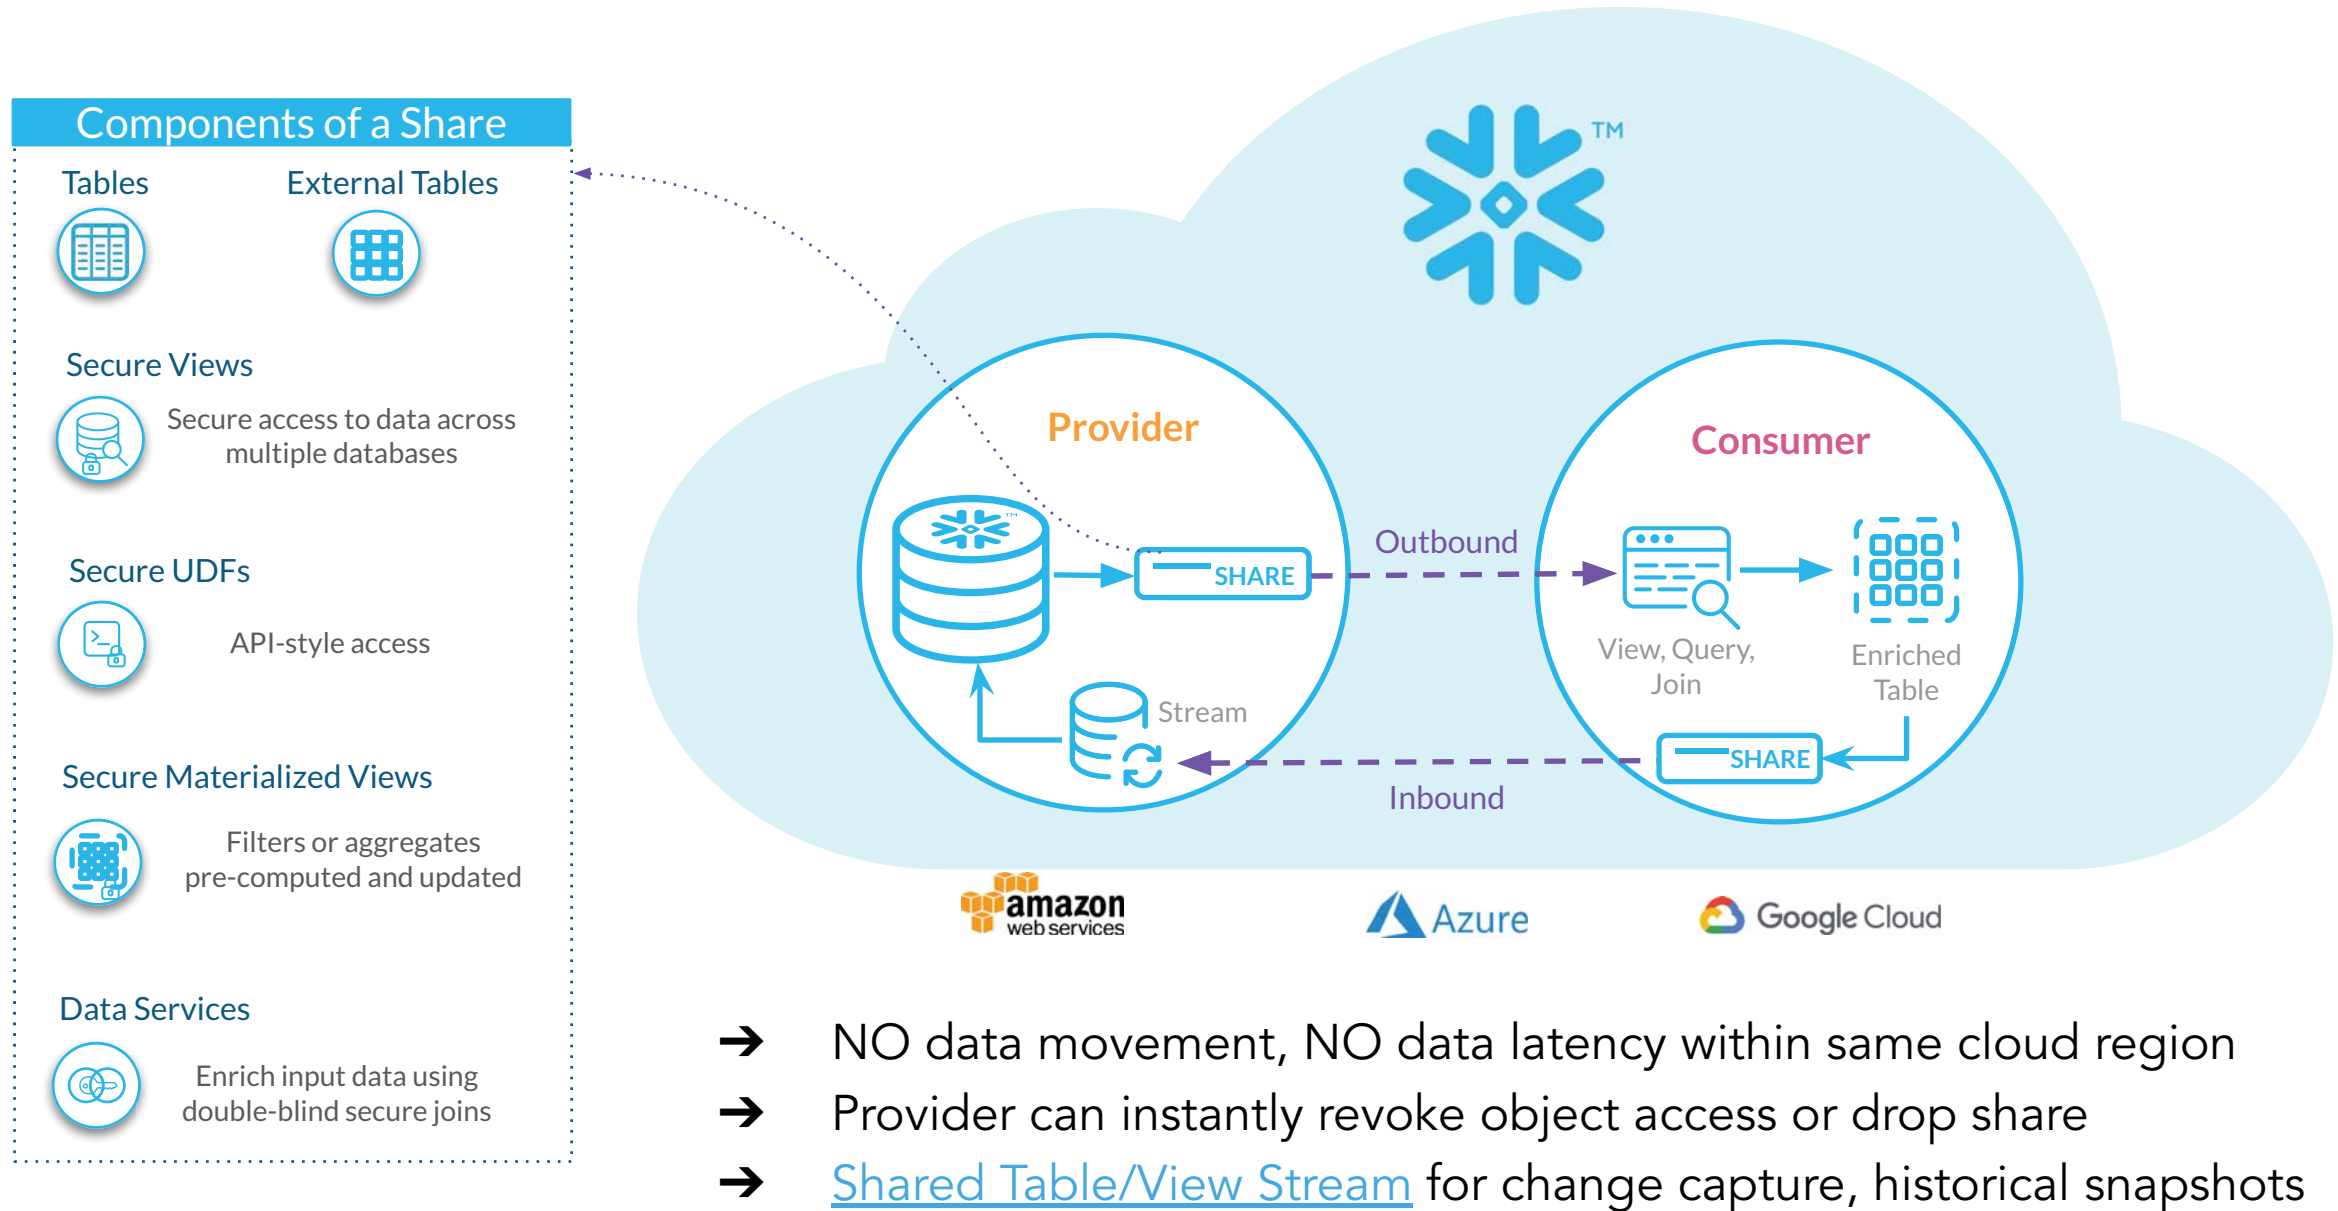 Components of a Share
Tables
External Tables
Secure Views
Secure access to data across
multiple databases
Secure UDFs
API-style access
Secure Materialized Views
Filters or aggregates
pre-computed and updated
Data Services
Enrich input data using
double-blind secure joins
TM
Provider
TM
SHARE
Stream
Outbound
Inbound
Consumer
View, Query,
Join
Enriched
Table
SHARE
amazon
web services
Azure
Google Cloud
➔ NO data movement, NO data latency within same cloud region
➔ Provider can instantly revoke object access or drop share
➔ Shared Table/View Stream for change capture, historical snapshots